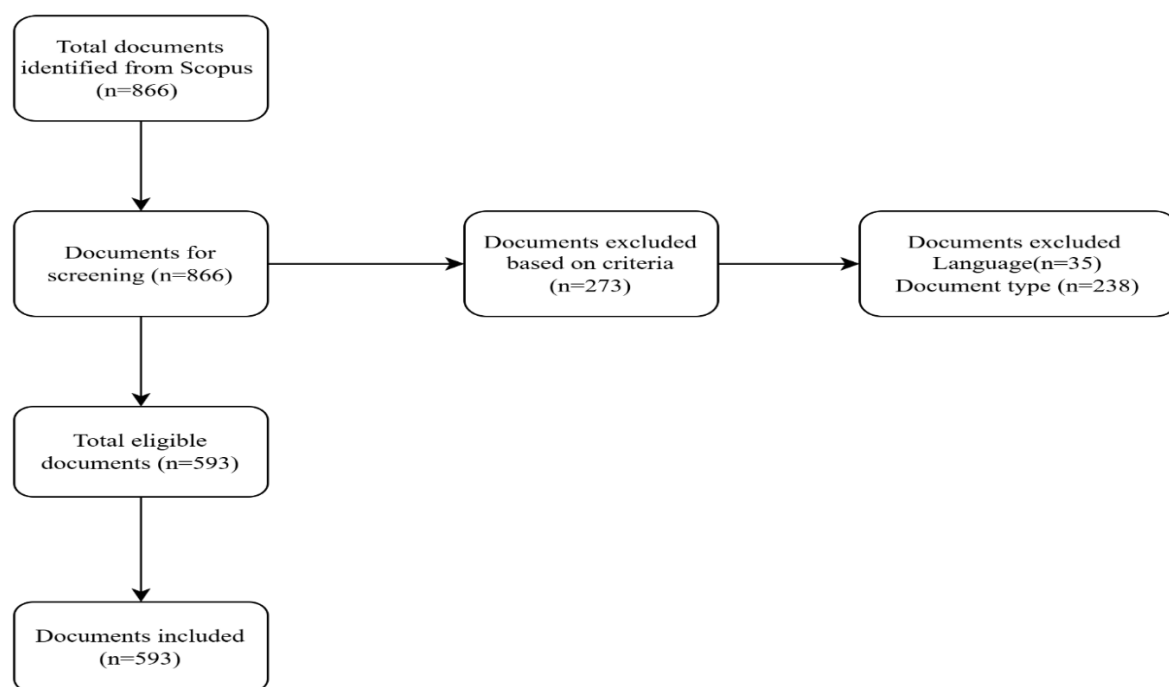 Total documents
identified from Scopus
(n=866)
Documents for
screening (n=866)
Documents excluded
based on criteria
(n=273)
Documents excluded
Language(n=35)
Document type (n=238)
Total eligible
documents (n=593)
Documents included
(n=593)